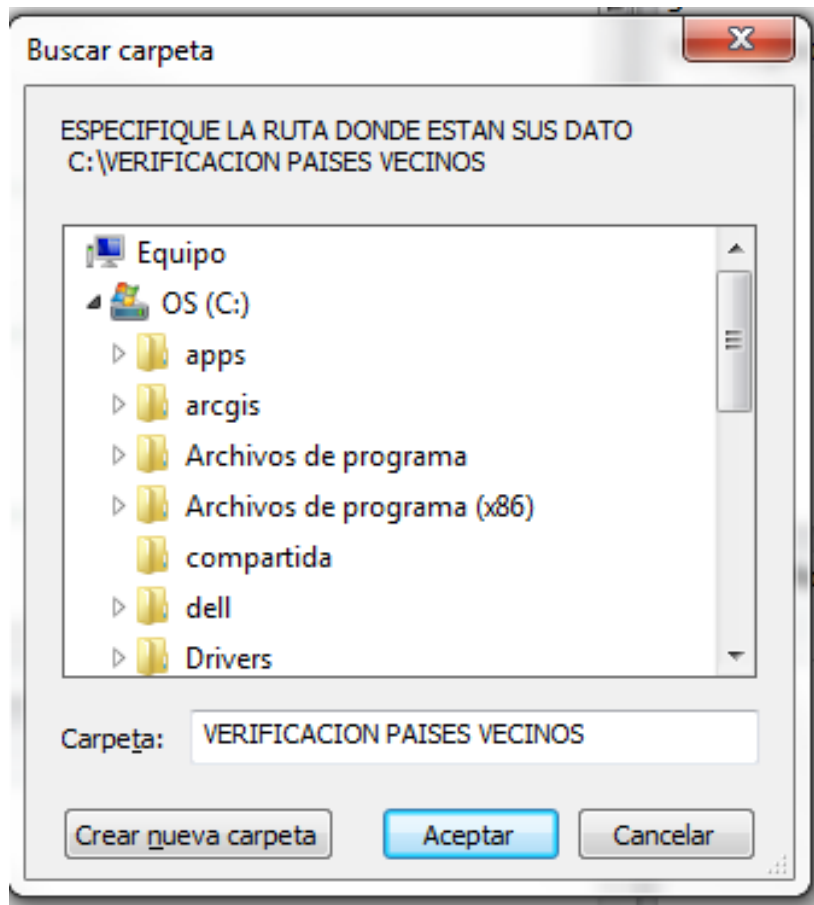 Buscar carpeta
ESPECIFIQUE LA RUTA DONDE ESTAN SUS DATO
C:\VERIFICACION PAISES VECINOS
Equipo
OS (C:)
apps
arcgis
Archivos de programa
Archivos de programa (x86)
compartida
dell
Drivers
Carpeta: VERIFICACION PAISES VECINOS
Crear nueva carpeta Aceptar Cancelar